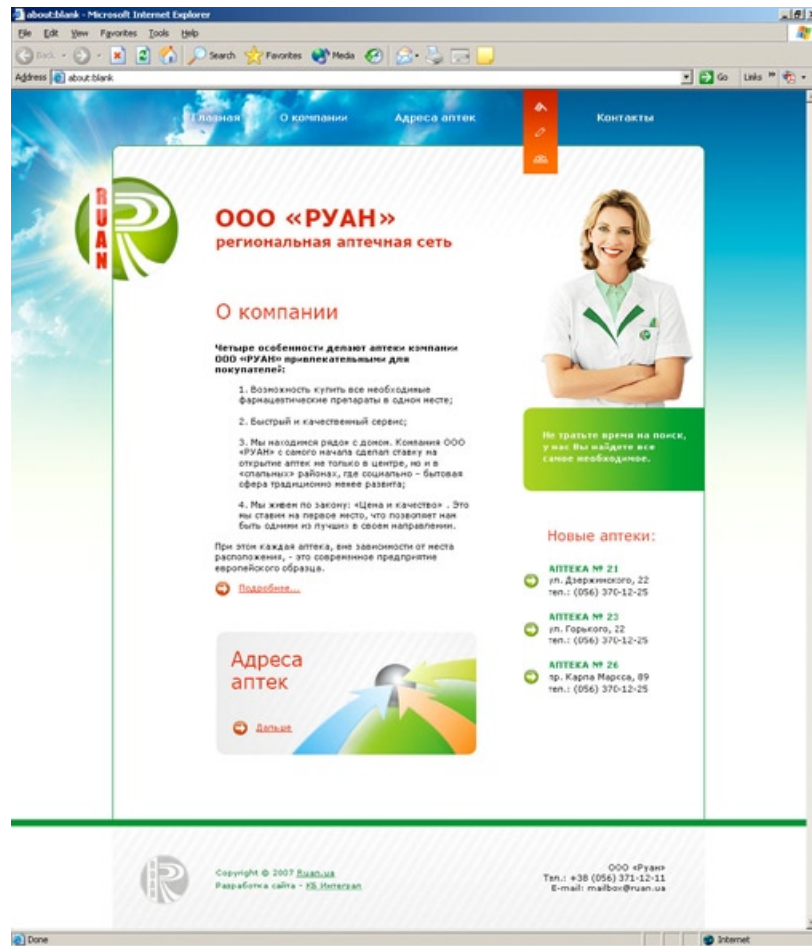 about:blank - Microsoft Internet Explorer
File Edit View Favorites Tools Help
Back Search Favorites Media
Address about:blank Go Links
Главная О компании Адреса аптек Контакты
RUAN
ООО «РУАН»
региональная аптечная сеть
О компании
Четыре особенности делают аптеки компании
ООО «РУАН» привлекательными для
покупателей:
1. Возможность купить все необходимые
фармацевтические препараты в одном месте;
2. Быстрый и качественный сервис;
3. Мы находимся рядом с домом. Компания ООО
«РУАН» с самого начала сделал ставку на
открытие аптек не только в центре, но и в
«спальных» районах, где социально – бытовая
сфера традиционно менее развита;
4. Мы живем по закону: «Цена и качество» . Это
мы ставим на первое место, что позволяет нам
быть одними из лучших в своем направлении.
При этом каждая аптека, вне зависимости от места
расположения, - это современное предприятие
европейского образца.
Подробнее...
Адреса
аптек
Дальше
Не тратьте время на поиск,
у нас Вы найдете все
самое необходимое.
Новые аптеки:
АПТЕКА № 21
ул. Дзержинского, 22
тел.: (056) 370-12-25
АПТЕКА № 23
ул. Горького, 22
тел.: (056) 370-12-25
АПТЕКА № 26
пр. Карла Маркса, 89
тел.: (056) 370-12-25
RUAN
Copyright © 2007 Ruan.ua
Разработка сайта - КБ Интеграл
ООО «Руан»
Тел.: +38 (056) 371-12-11
E-mail: mailbox@ruan.ua
Done Internet